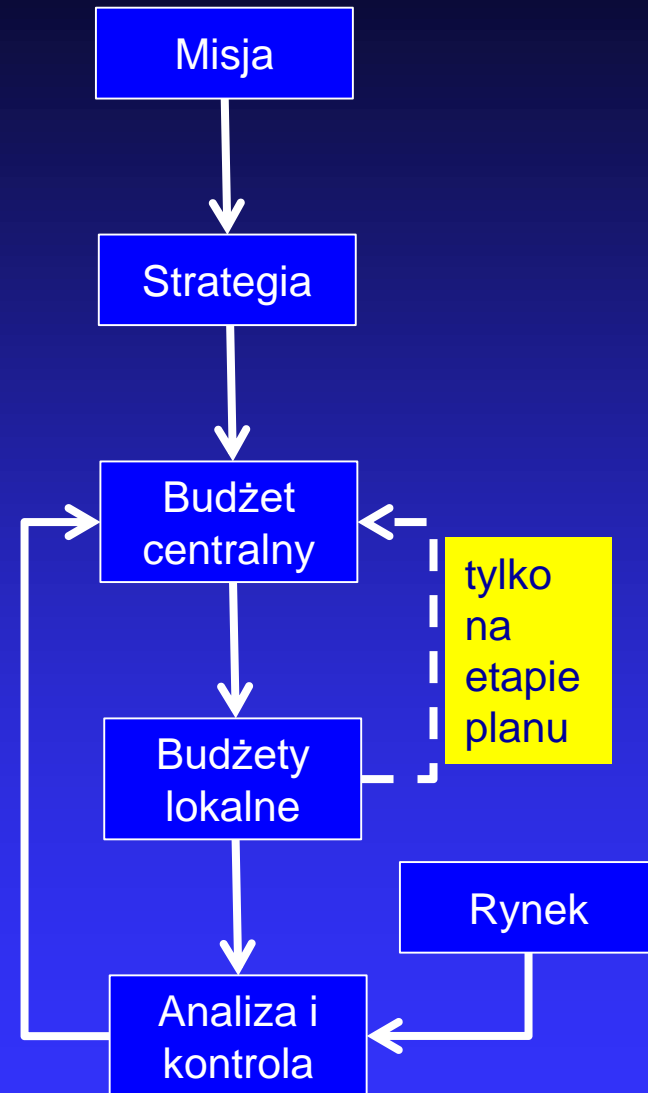 Misja
Strategia
Budżet
centralny
tylko
na
etapie
planu
Budżety
lokalne
Rynek
Analiza i
kontrola